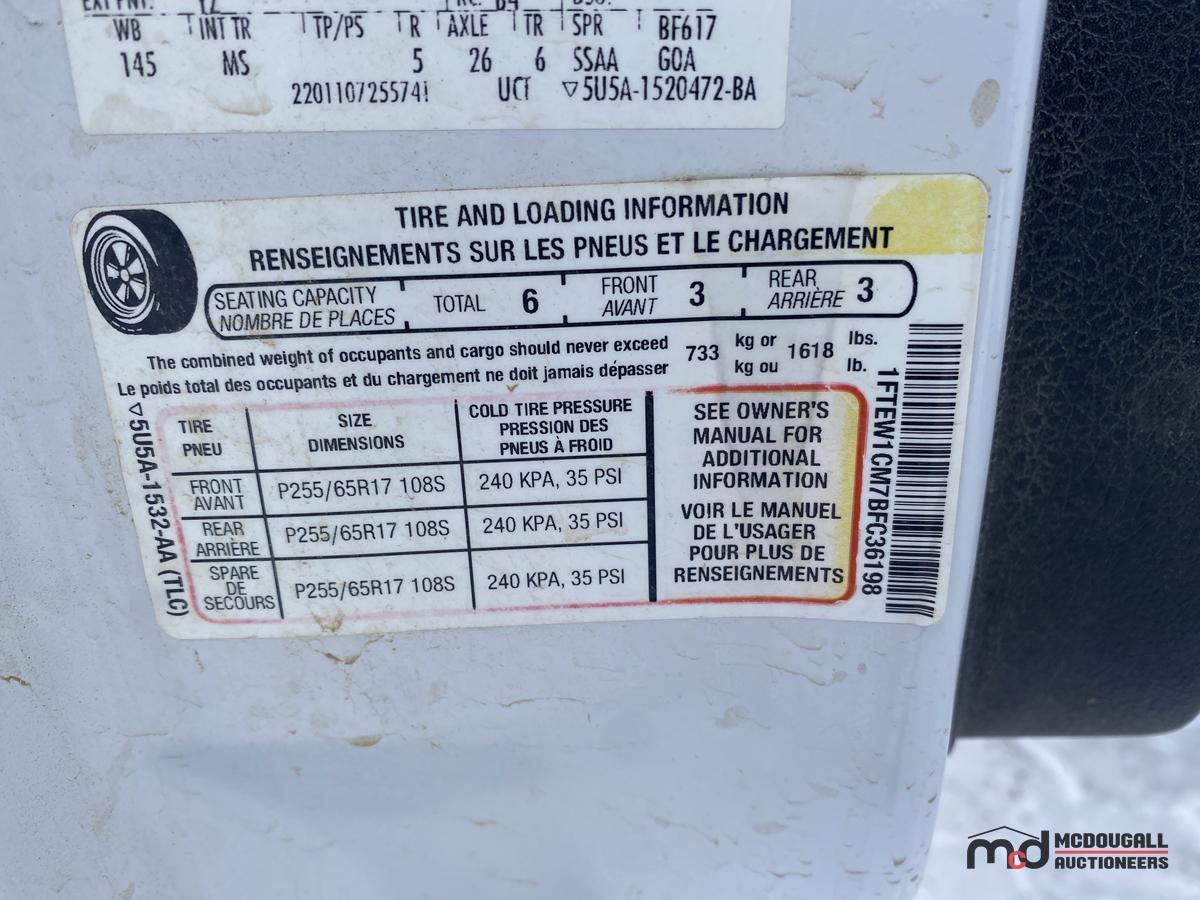 WB INT TR TP/PS R AXLE TR SPR BF617
145 MS 5 26 6 SSAA GOA
220110725574! UCT ▽5U5A-1520472-BA
TIRE AND LOADING INFORMATION
RENSEIGNEMENTS SUR LES PNEUS ET LE CHARGEMENT
SEATING CAPACITY
NOMBRE DE PLACES
TOTAL 6
FRONT
AVANT 3
REAR
ARRIÈRE 3
The combined weight of occupants and cargo should never exceed 733 kg or 1618 lbs.
Le poids total des occupants et du chargement ne doit jamais dépasser kg ou lb.
TIRE
PNEU
SIZE
DIMENSIONS
COLD TIRE PRESSURE
PRESSION DES
PNEUS À FROID
FRONT
AVANT
P255/65R17 108S
240 KPA, 35 PSI
REAR
ARRIÈRE
P255/65R17 108S
240 KPA, 35 PSI
SPARE
DE
SECOURS
P255/65R17 108S
240 KPA, 35 PSI
SEE OWNER'S
MANUAL FOR
ADDITIONAL
INFORMATION
VOIR LE MANUEL
DE L'USAGER
POUR PLUS DE
RENSEIGNEMENTS
▽5U5A-1532-AA (TLC)
1FTEW1CM7BFC36198
mcd MCDOUGALL
AUCTIONEERS